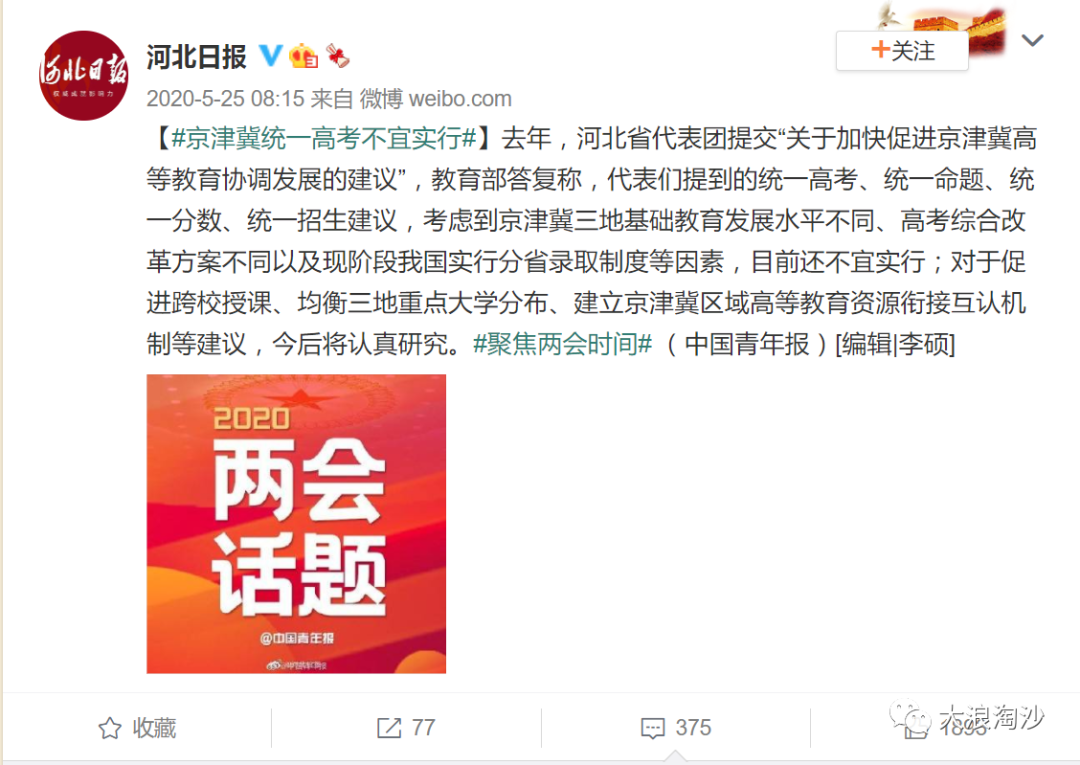 河北日报
河北日报
权威 成历影响力
+关注
2020-5-25 08:15 来自 微博 weibo.com
【#京津冀统一高考不宜实行#】去年，河北省代表团提交“关于加快促进京津冀高
等教育协调发展的建议”，教育部答复称，代表们提到的统一高考、统一命题、统
一分数、统一招生建议，考虑到京津冀三地基础教育发展水平不同、高考综合改
革方案不同以及现阶段我国实行分省录取制度等因素，目前还不宜实行；对于促
进跨校授课、均衡三地重点大学分布、建立京津冀区域高等教育资源衔接互认机
制等建议，今后将认真研究。#聚焦两会时间#（中国青年报）[编辑|李硕]
2020
两会
话题
@中国青年报
收藏
77
375
1895
大浪淘沙